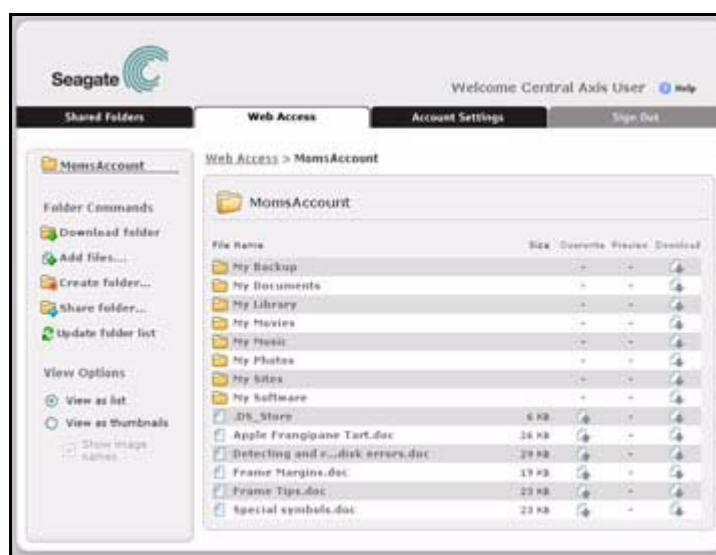 Seagate
Welcome Central Axis User Help
Shared Folders Web Access Account Settings Sign Out
MomsAccount
Folder Commands
Download folder
Add files...
Create folder...
Share folder...
Update folder list
View Options
View as list
View as thumbnails
Show image
names
Web Access > MomsAccount
MomsAccount
File Name Size Overwrite Preview Download
My Backup - -
My Documents - -
My Library - -
My Movies - -
My Music - -
My Photos - -
My Sites - -
My Software - -
.DS_Store 6 KB -
Apple Frangipane Tart.doc 26 KB -
Detecting and r...disk errors.doc 29 KB -
Frame Margins.doc 19 KB -
Frame Tips.doc 23 KB -
Special symbols.doc 23 KB -